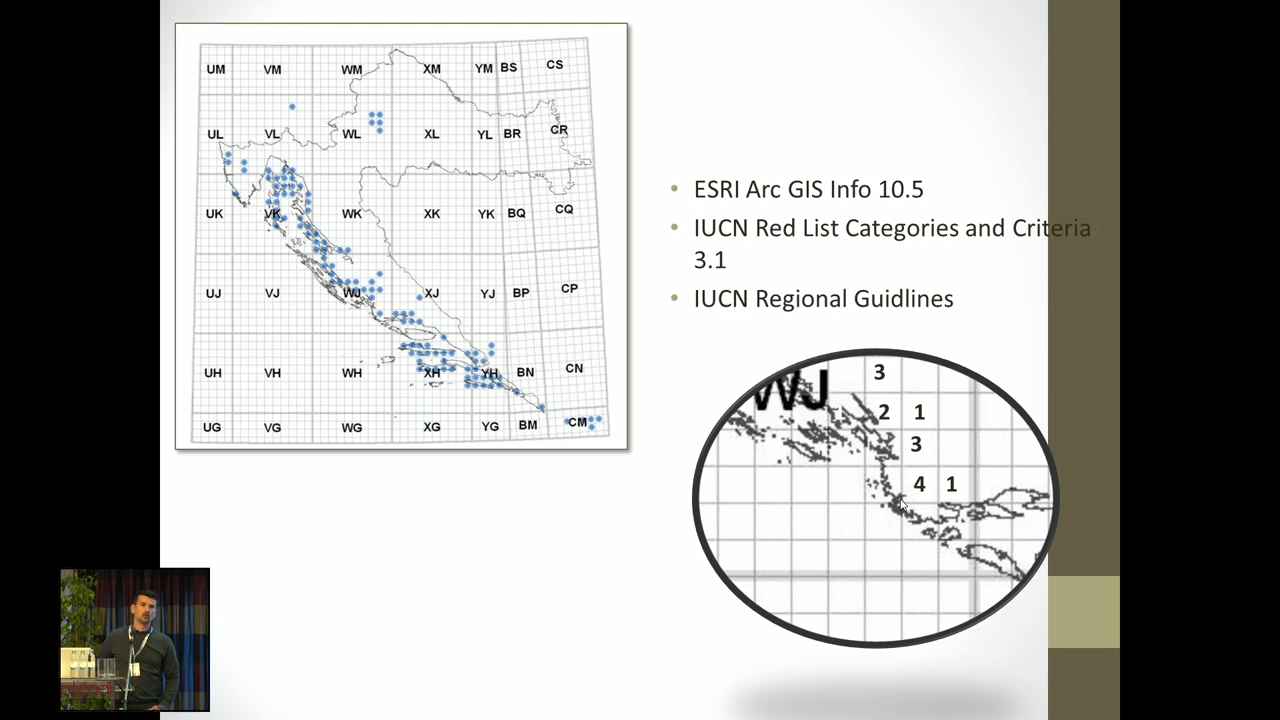 UM VM WM XM YM BS CS
UL VL WL XL YL BR CR
UK VK WK XK YK BQ CQ
UJ VJ WJ XJ YJ BP CP
UH VH WH XH YH BN CN
UG VG WG XG YG BM CM
• ESRI Arc GIS Info 10.5
• IUCN Red List Categories and Criteria
3.1
• IUCN Regional Guidlines
WJ 3
2 1
3
4 1